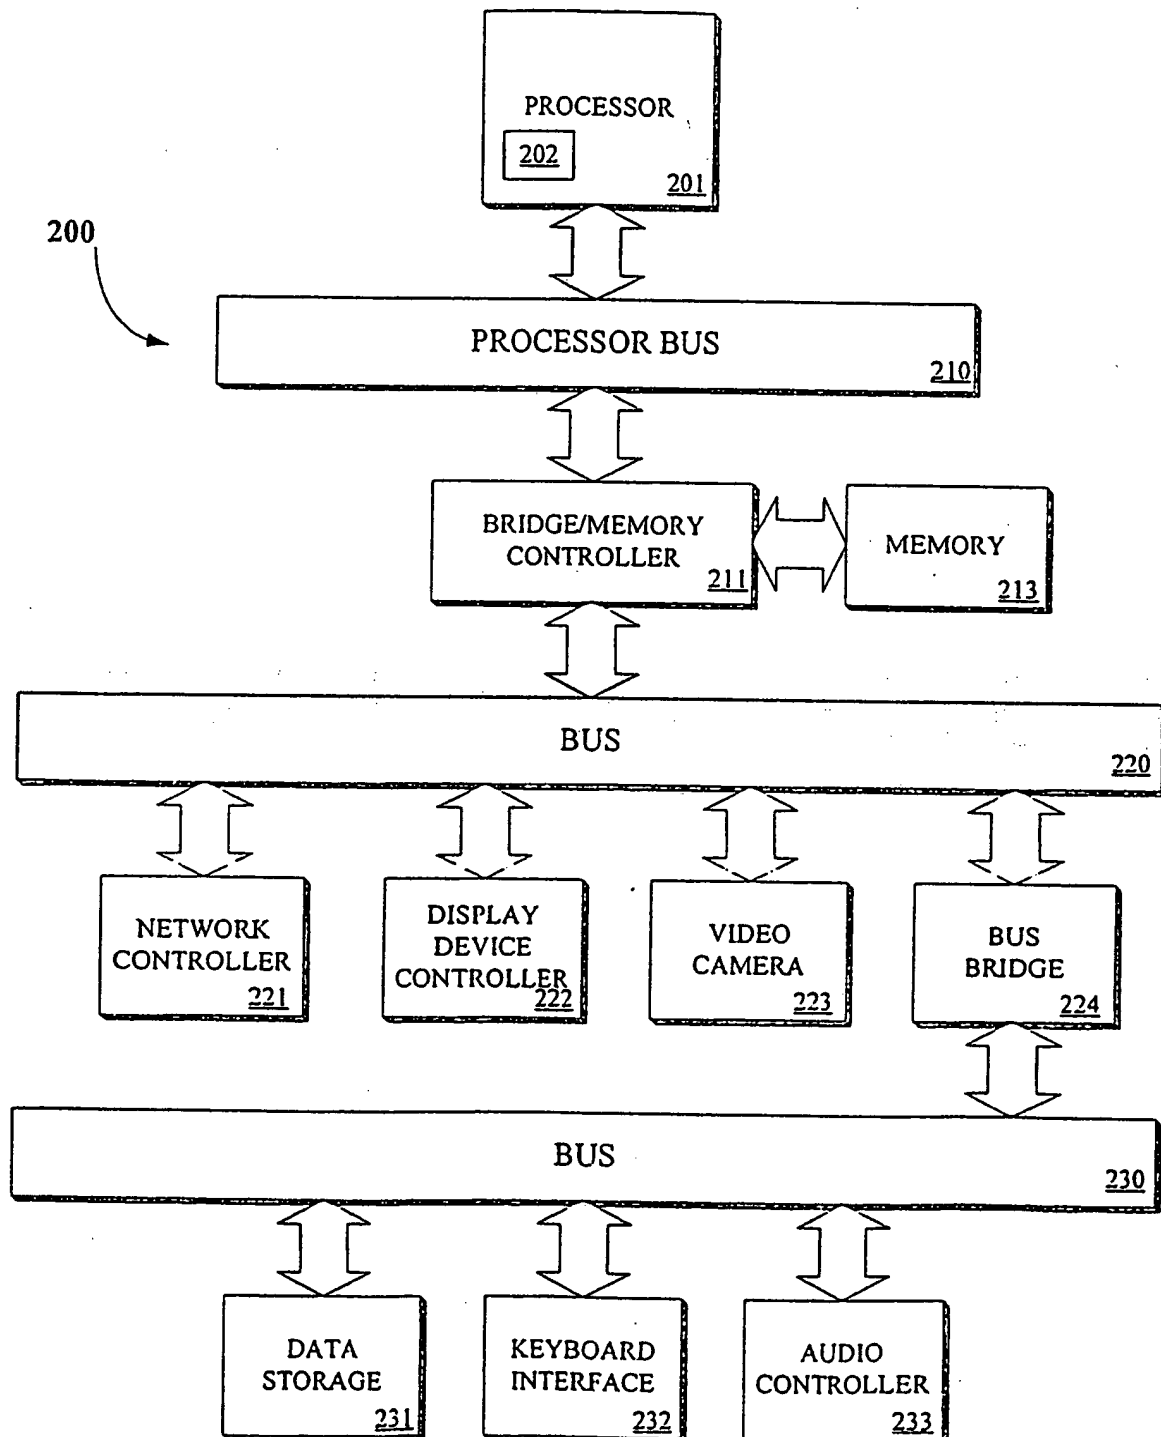 PROCESSOR
202
201
200
PROCESSOR BUS
210
BRIDGE/MEMORY
CONTROLLER
211
MEMORY
213
BUS
220
NETWORK
CONTROLLER
221
DISPLAY
DEVICE
CONTROLLER
222
VIDEO
CAMERA
223
BUS
BRIDGE
224
BUS
230
DATA
STORAGE
231
KEYBOARD
INTERFACE
232
AUDIO
CONTROLLER
233